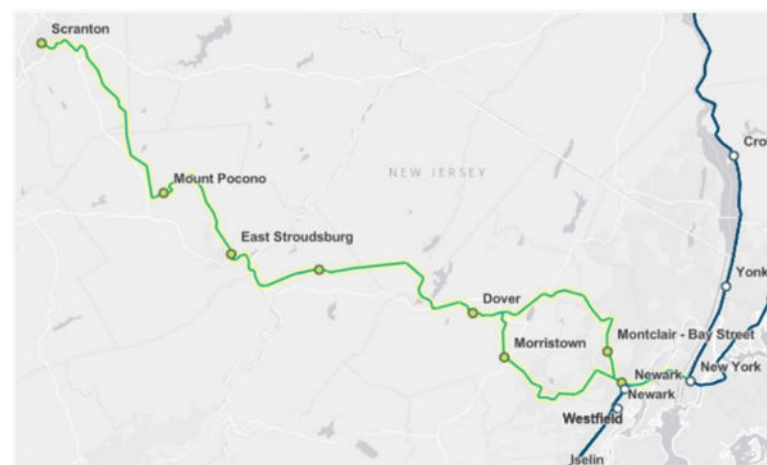 Scranton
Cro
Mount Pocono
NEW JERSEY
East Stroudsburg
Yonk
Dover
Montclair - Bay Street
Morristown
New York
Newark
Newark
Westfield
Iselin